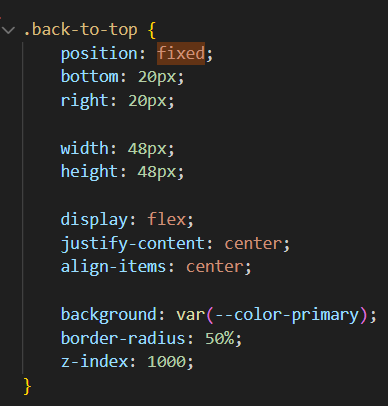 .back-to-top {
position: fixed;
bottom: 20px;
right: 20px;
width: 48px;
height: 48px;
display: flex;
justify-content: center;
align-items: center;
background: var(--color-primary);
border-radius: 50%;
z-index: 1000;
}